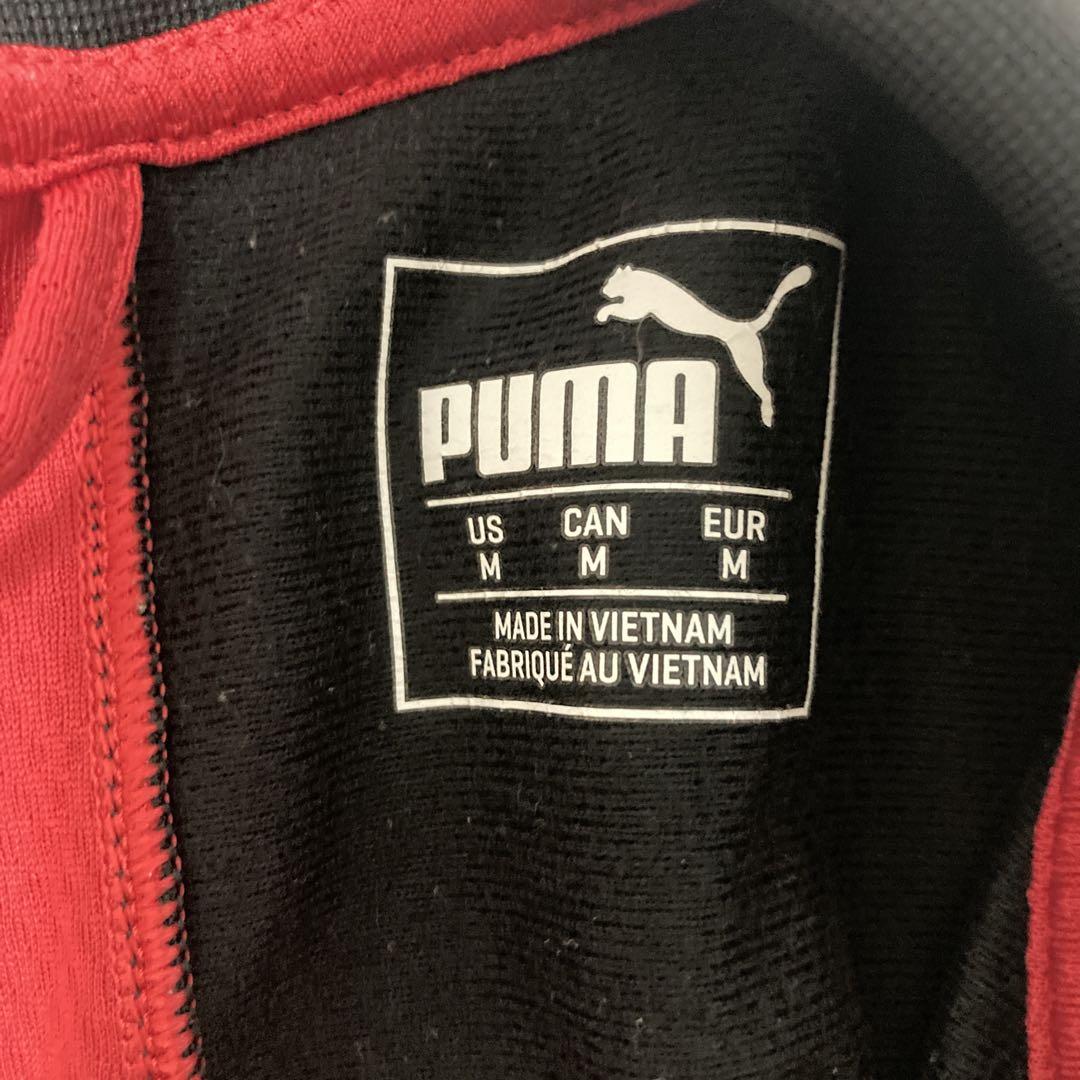 PUMA
US CAN EUR
M M M
MADE IN VIETNAM
FABRIQUÉ AU VIETNAM